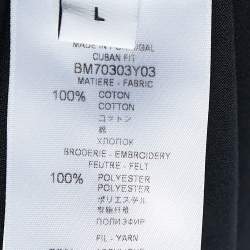 L
MADE IN PORTUGAL
CUBAN FIT
BM70303Y03
MATIERE - FABRIC
100% COTON
COTTON
コットン
棉
ХЛОПОК
BRODERIE - EMBROIDERY
FEUTRE - FELT
100% POLYESTER
POLYESTER
ポリエステル
聚酯纤维
ПОЛИЭФИР
FIL - YARN